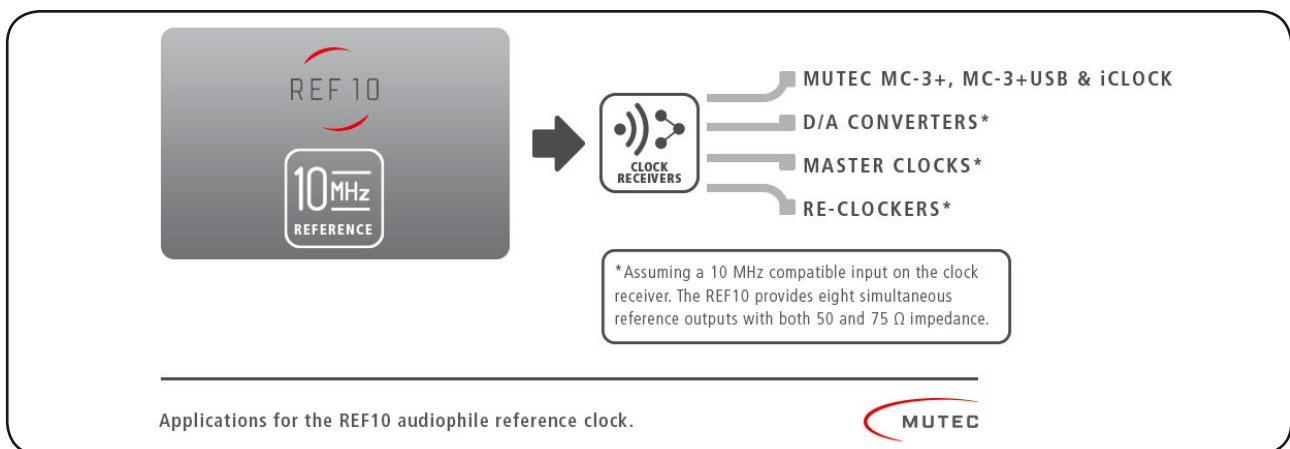 REF 10
10 MHz
REFERENCE
CLOCK
RECEIVERS
MUTEC MC-3+, MC-3+USB & iCLOCK
D/A CONVERTERS*
MASTER CLOCKS*
RE-CLOCKERS*
*Assuming a 10 MHz compatible input on the clock
receiver. The REF10 provides eight simultaneous
reference outputs with both 50 and 75 Ω impedance.
Applications for the REF10 audiophile reference clock.
MUTEC